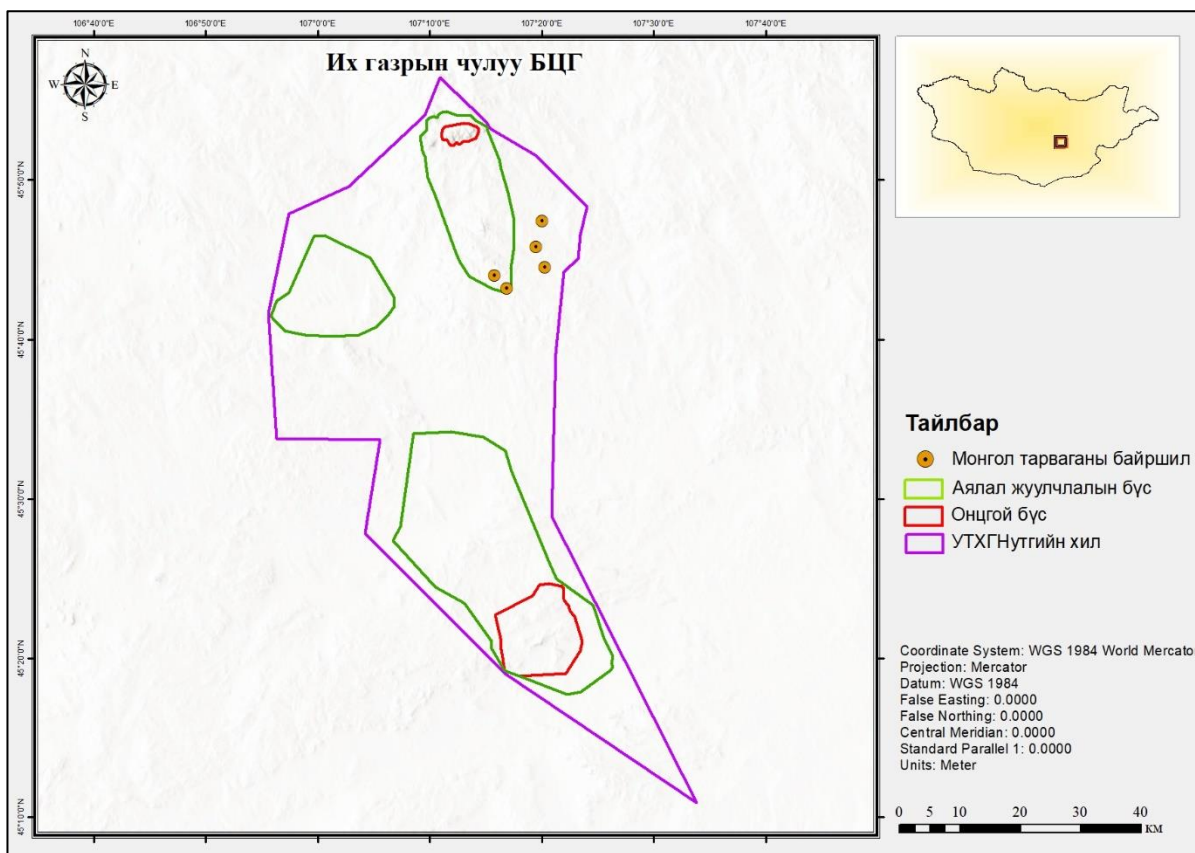 106°40'0"E 106°50'0"E 107°0'0"E 107°10'0"E 107°20'0"E 107°30'0"E 107°40'0"E
Их газрын чулуу БЦГ
N
W E
S
45°50'0"N
45°40'0"N
45°30'0"N
45°20'0"N
45°10'0"N
Тайлбар
Монгол тарваганы байршил
Аялал жуулчлалын бүс
Онцгой бүс
УТХГНутгийн хил
Coordinate System: WGS 1984 World Mercator
Projection: Mercator
Datum: WGS 1984
False Easting: 0.0000
False Northing: 0.0000
Central Meridian: 0.0000
Standard Parallel 1: 0.0000
Units: Meter
0 5 10 20 30 40
КМ